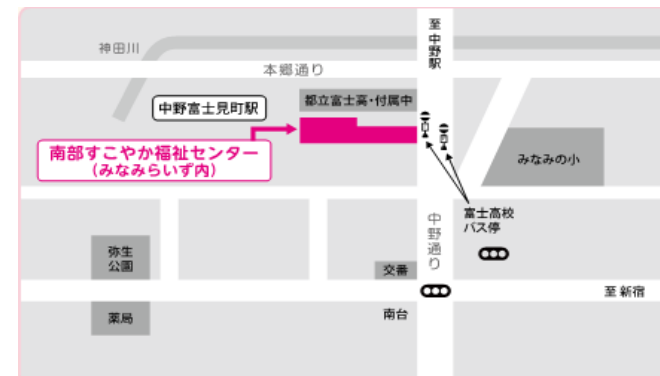 至中野駅
神田川
本郷通り
中野富士見町駅
都立富士高・付属中
南部すこやか福祉センター
(みなみらいず内)
みなみの小
富士高校
バス停
中野通り
弥生
公園
交番
至新宿
薬局
南台